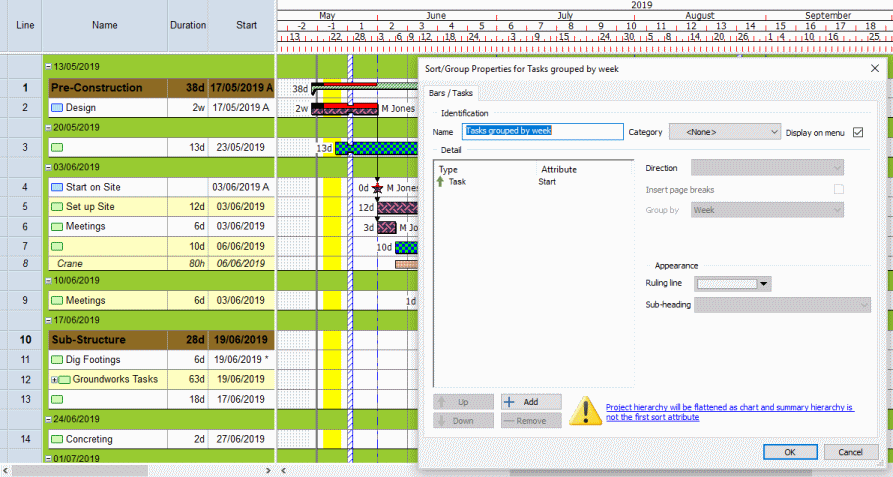 2019
Line Name Duration Start May June July August September
-2 -1 1 2 3 4 5 6 7 8 9 10 11 12 13 14 15 16 17 18
13/05/2019
1 Pre-Construction 38d 17/05/2019 A 38d
2 Design 2w 17/05/2019 A 2w M Jones
20/05/2019
3 13d 23/05/2019 13d
03/06/2019
4 Start on Site 03/06/2019 A 0d M Jones
5 Set up Site 12d 03/06/2019 12d
6 Meetings 6d 03/06/2019 3d M Jo
7 10d 06/06/2019 10d
8 Crane 80h 06/06/2019
10/06/2019
9 Meetings 6d 03/06/2019 1d
17/06/2019
10 Sub-Structure 28d 19/06/2019
11 Dig Footings 6d 19/06/2019 *
12 Groundworks Tasks 63d 19/06/2019
13 18d 17/06/2019
24/06/2019
14 Concreting 2d 27/06/2019
01/07/2019
Sort/Group Properties for Tasks grouped by week
Bars / Tasks
Identification
Name Tasks grouped by week Category <None> Display on menu
Detail
Type Attribute
Task Start
Direction
Insert page breaks
Group by Week
Appearance
Ruling line
Sub-heading
Up Add
Down Remove
Project hierarchy will be flattened as chart and summary hierarchy is
not the first sort attribute
OK Cancel